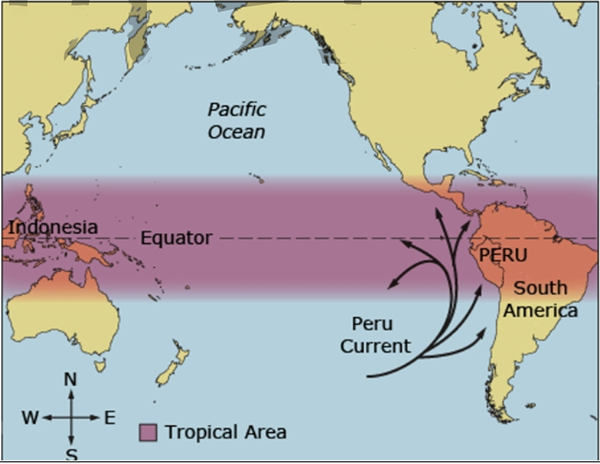 Pacific
Ocean
Indonesia
Equator
PERU
South
America
Peru
Current
N
W E
S
Tropical Area